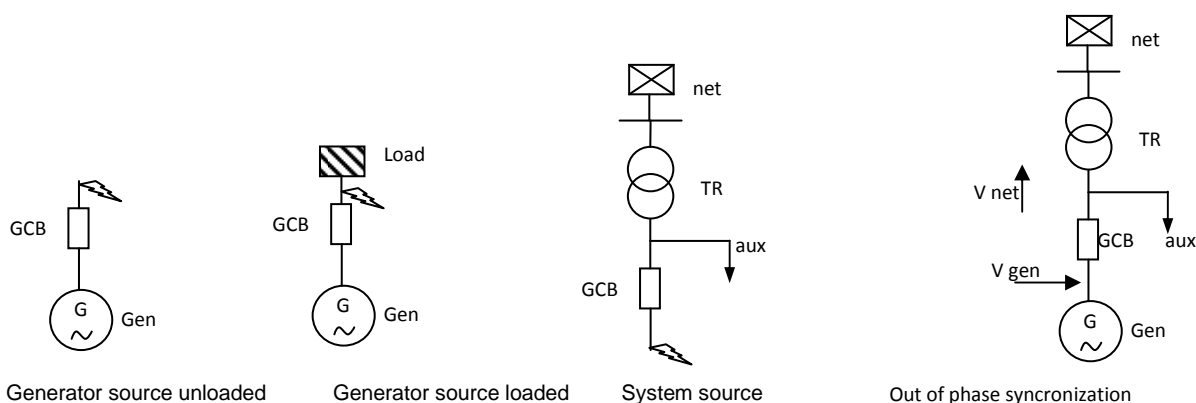 GCB
G
Gen
Generator source unloaded
Load
GCB
G
Gen
Generator source loaded
net
TR
aux
GCB
System source
net
TR
V net
GCB
aux
V gen
G
Gen
Out of phase syncronization